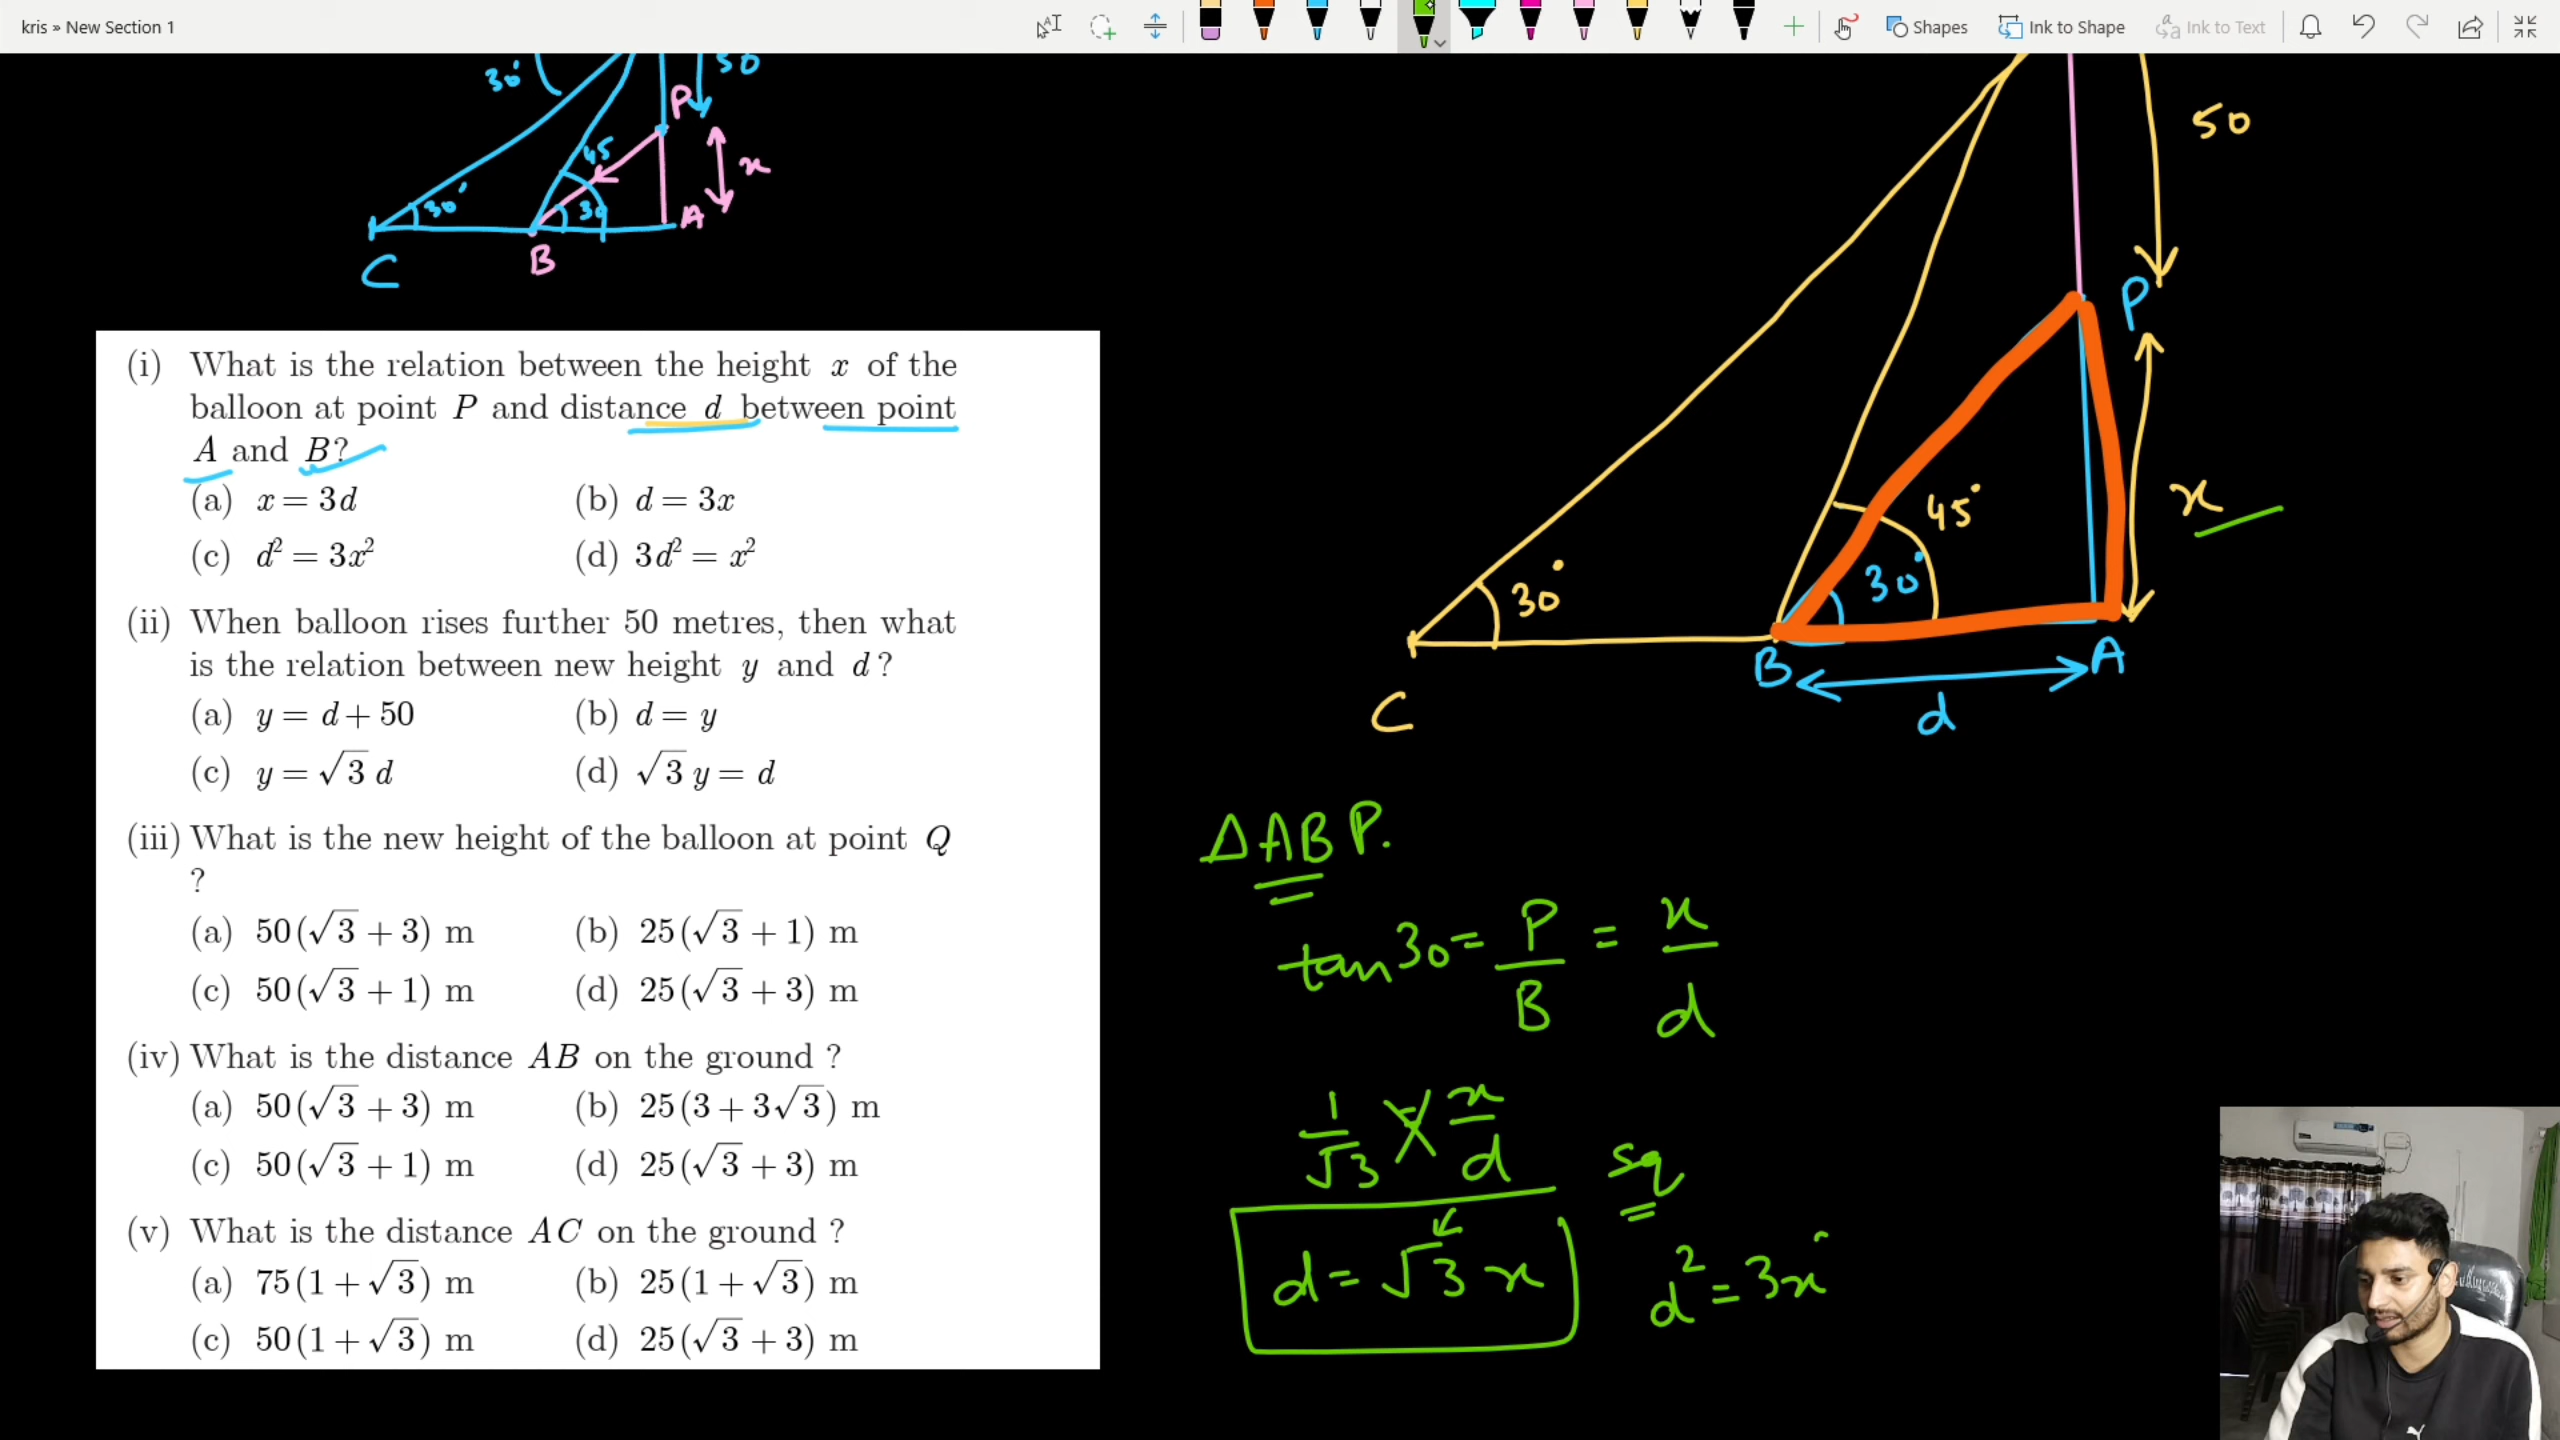 kris » New Section 1
Shapes
Ink to Shape
Ink to Text
30°
50
P
45
x
30°
30
A
B
C
50
P
45°
x
30°
30°
B
A
d
C
(i) What is the relation between the height x of the
balloon at point P and distance d between point
A and B?
(a) x = 3d (b) d = 3x
(c) d² = 3x² (d) 3d² = x²
(ii) When balloon rises further 50 metres, then what
is the relation between new height y and d?
(a) y = d + 50 (b) d = y
(c) y = √3 d (d) √3 y = d
(iii) What is the new height of the balloon at point Q
?
(a) 50(√3 + 3) m (b) 25(√3 + 1) m
(c) 50(√3 + 1) m (d) 25(√3 + 3) m
(iv) What is the distance AB on the ground ?
(a) 50(√3 + 3) m (b) 25(3 + 3√3) m
(c) 50(√3 + 1) m (d) 25(√3 + 3) m
(v) What is the distance AC on the ground ?
(a) 75(1 + √3) m (b) 25(1 + √3) m
(c) 50(1 + √3) m (d) 25(√3 + 3) m
△ABP.
tan30 = P/B = x/d
1/√3 = x/d
sq
d = √3 x
d² = 3x